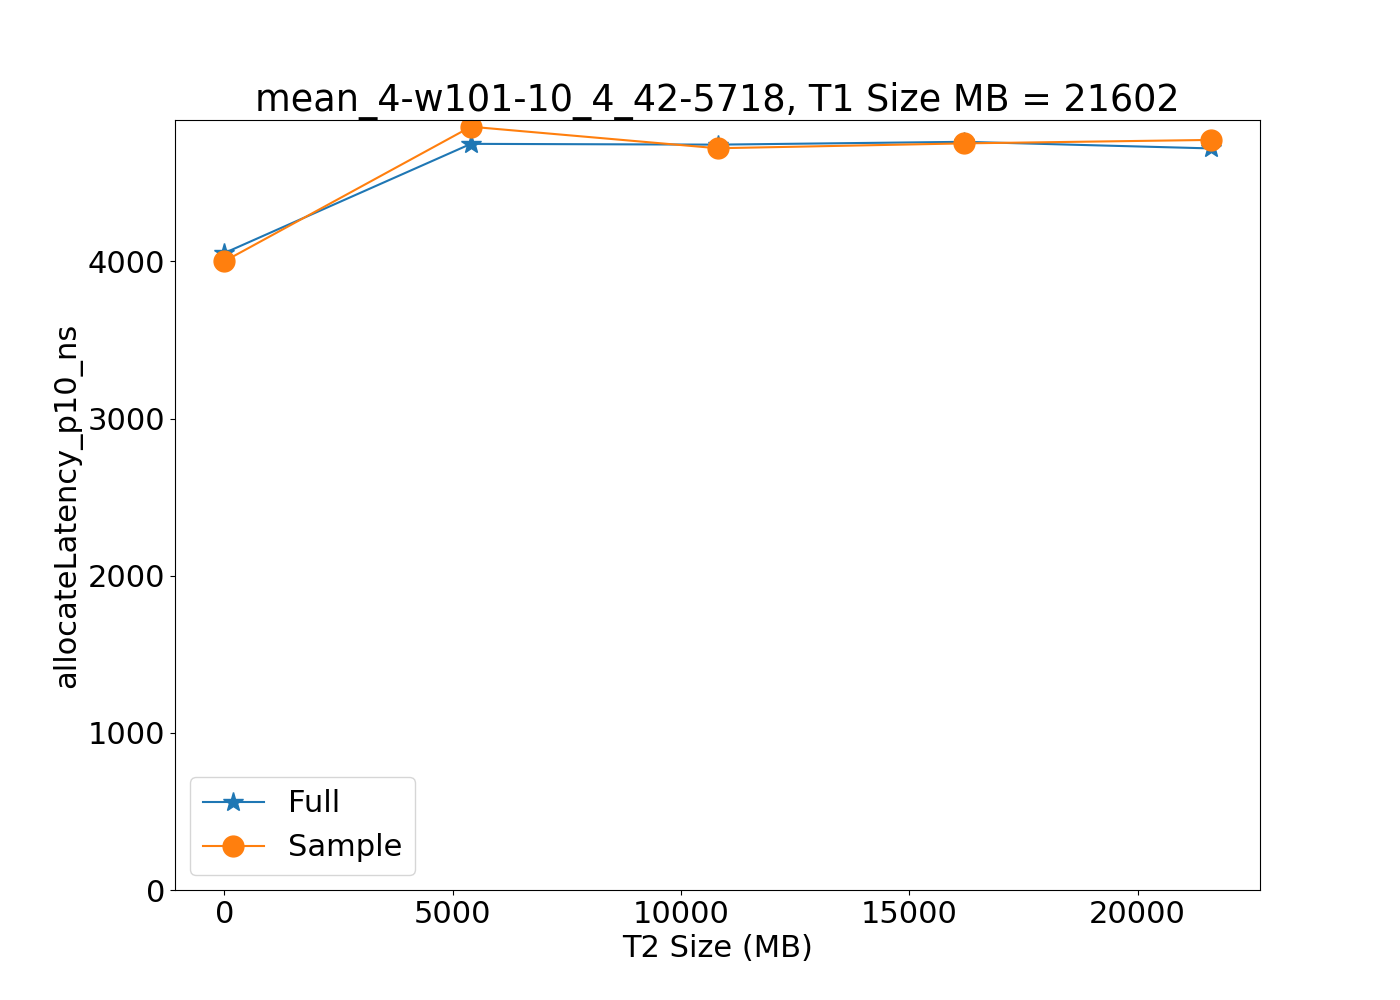 mean_4-w101-10_4_42-5718, T1 Size MB = 21602
allocateLatency_p10_ns
4000
3000
2000
1000
0
Full
Sample
0 5000 10000 15000 20000
T2 Size (MB)